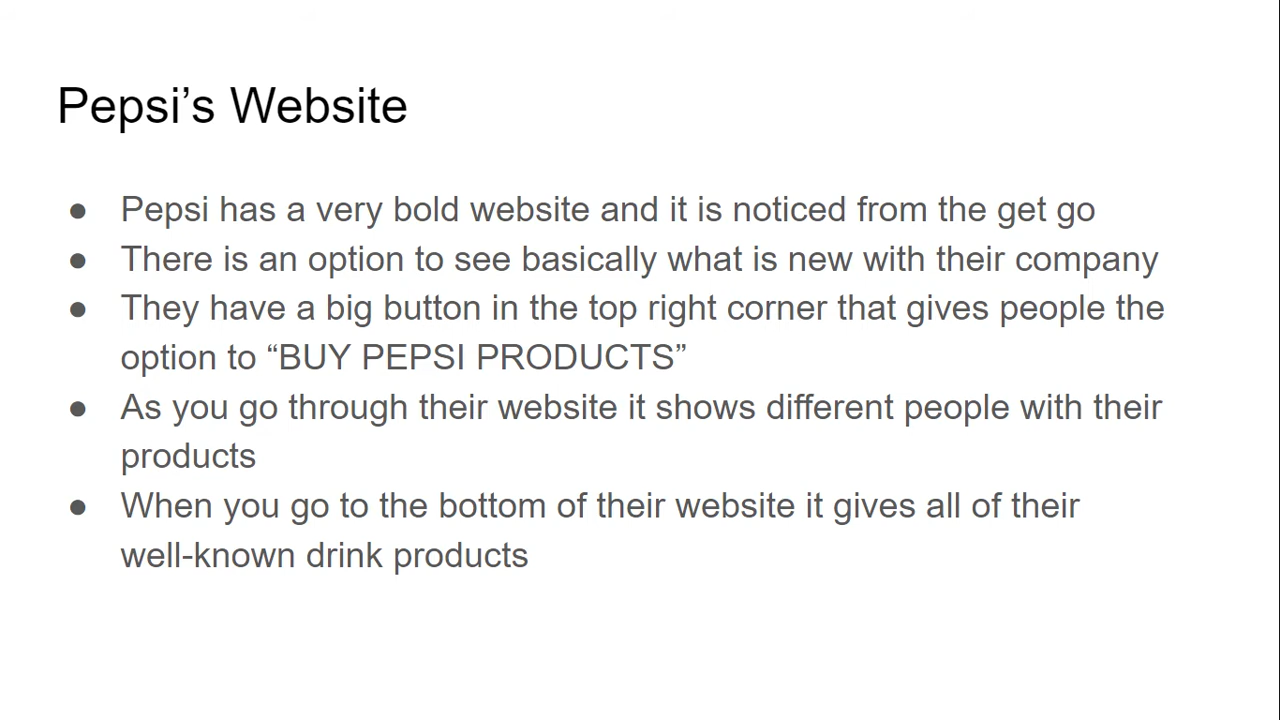 Pepsi’s Website
● Pepsi has a very bold website and it is noticed from the get go
● There is an option to see basically what is new with their company
● They have a big button in the top right corner that gives people the
option to “BUY PEPSI PRODUCTS”
● As you go through their website it shows different people with their
products
● When you go to the bottom of their website it gives all of their
well-known drink products